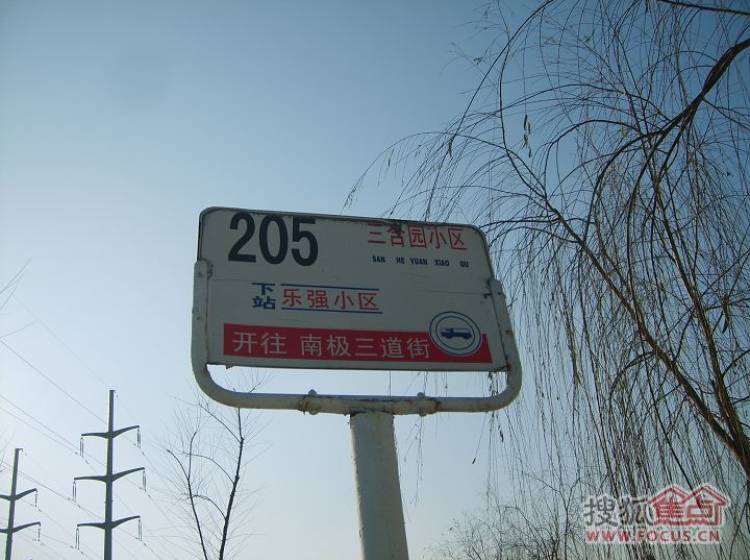 205
三合园小区
SAN HE YUAN XIAO QU
下站 乐强小区
开往 南极三道街
搜狐焦点
WWW.FOCUS.CN